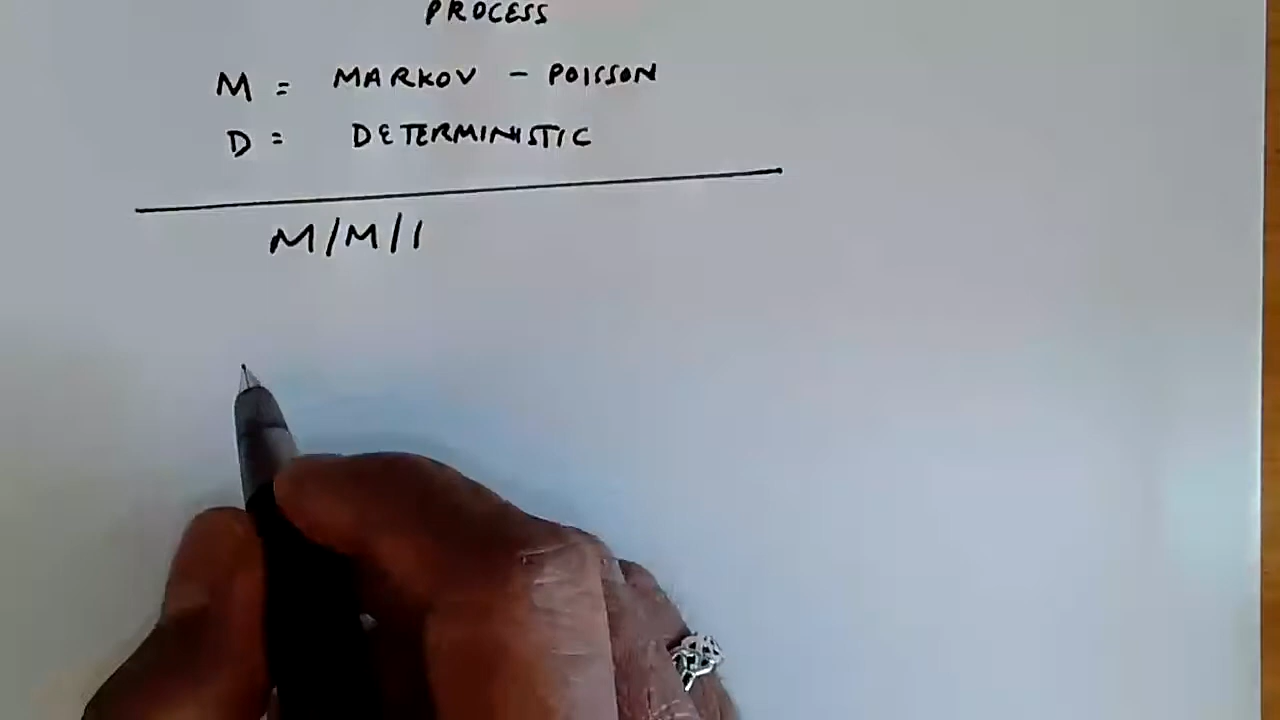 PROCESS
M = MARKOV - POISSON
D = DETERMINISTIC
M/M/1